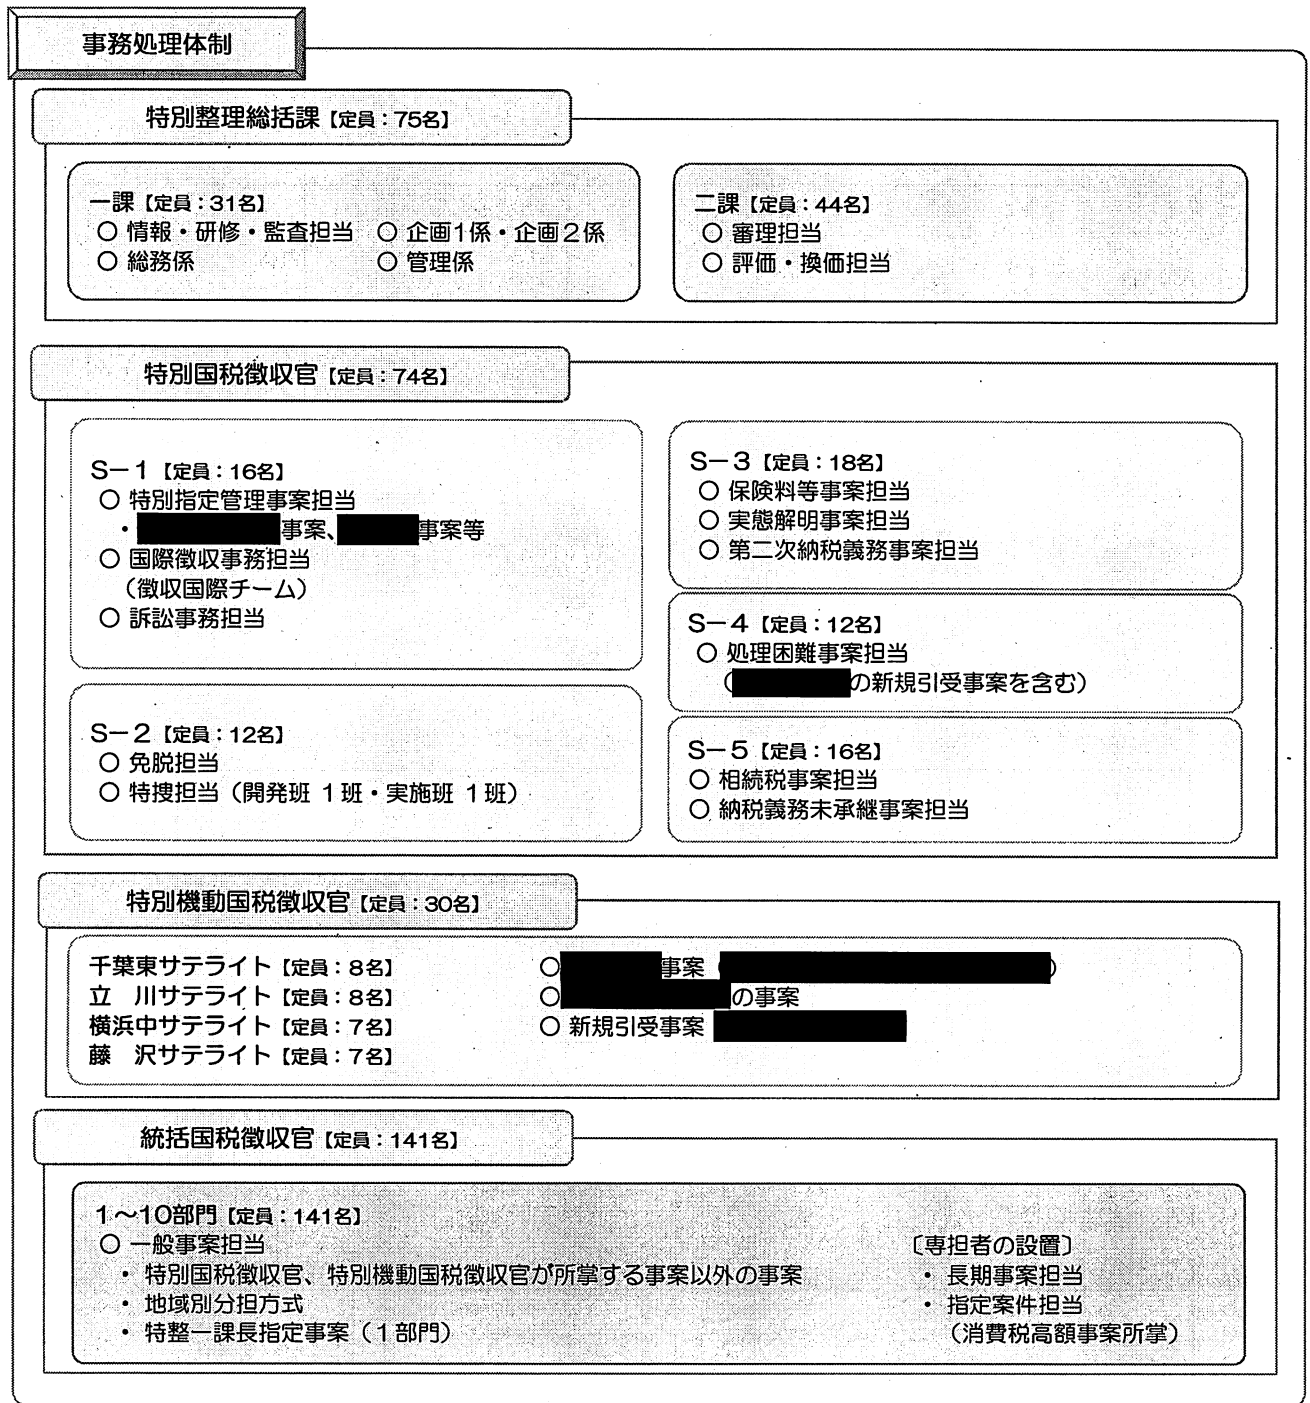 事務処理体制
特別整理総括課【定員：75名】
一課【定員：31名】
○ 情報・研修・監査担当　○ 企画1係・企画2係
○ 総務係　○ 管理係
二課【定員：44名】
○ 審理担当
○ 評価・換価担当
特別国税徴収官【定員：74名】
S－1【定員：16名】
○ 特別指定管理事案担当
・事案、事案等
○ 国際徴収事務担当
（徴収国際チーム）
○ 訴訟事務担当
S－2【定員：12名】
○ 免脱担当
○ 特捜担当（開発班 1班・実施班 1班）
S－3【定員：18名】
○ 保険料等事案担当
○ 実態解明事案担当
○ 第二次納税義務事案担当
S－4【定員：12名】
○ 処理困難事案担当
（の新規引受事案を含む）
S－5【定員：16名】
○ 相続税事案担当
○ 納税義務未承継事案担当
特別機動国税徴収官【定員：30名】
千葉東サテライト【定員：8名】
立　川サテライト【定員：8名】
横浜中サテライト【定員：7名】
藤　沢サテライト【定員：7名】
○事案（）
○の事案
○ 新規引受事案
統括国税徴収官【定員：141名】
1～10部門【定員：141名】
○ 一般事案担当
・ 特別国税徴収官、特別機動国税徴収官が所掌する事案以外の事案
・ 地域別分担方式
・ 特整一課長指定事案（1部門）
〔専担者の設置〕
・ 長期事案担当
・ 指定案件担当
（消費税高額事案所掌）